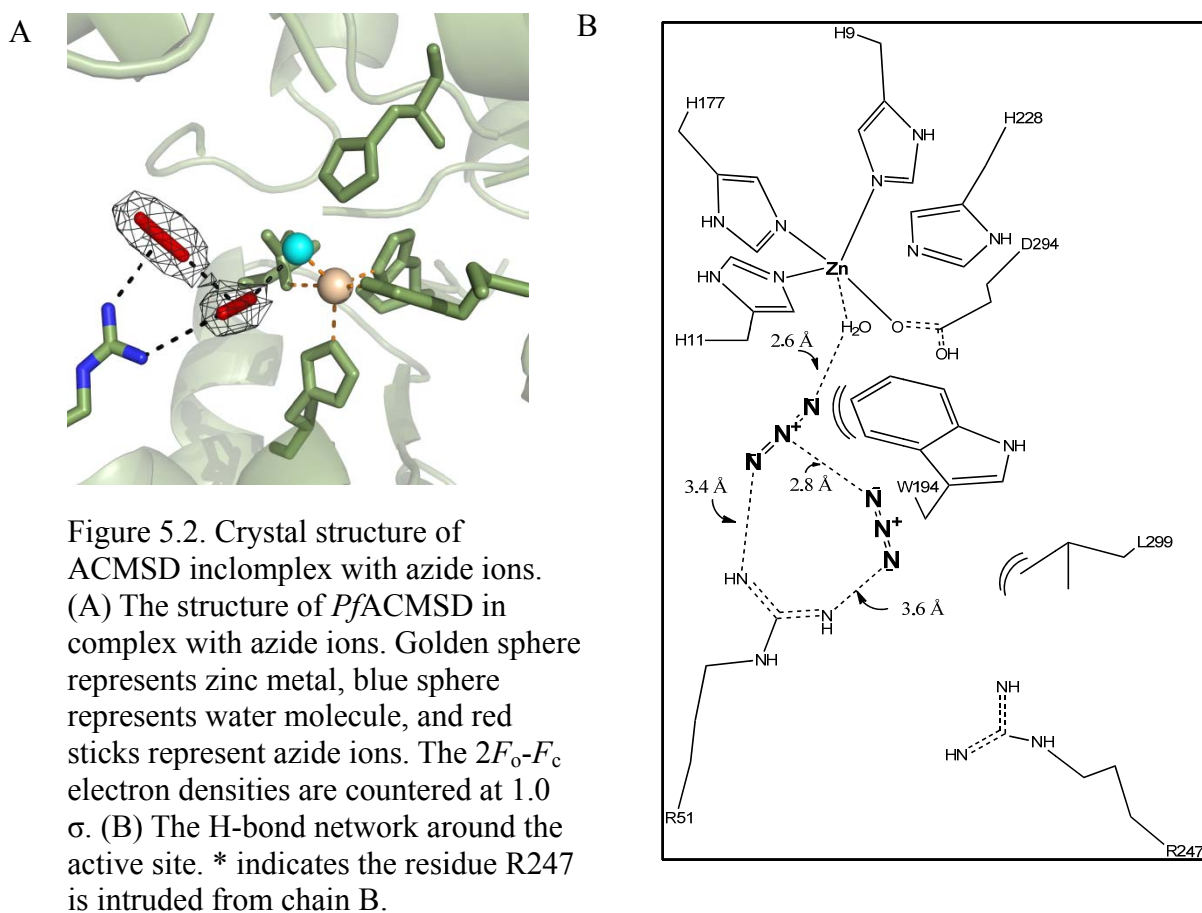 A
B
H9
H177
NH
H228
HN
N
N
N
NH
D294
HN
N
Zn
H11
H₂O
O
OH
2.6 Å
N⁻
N⁺
N⁻
NH
3.4 Å
2.8 Å
W194
N⁻
N⁺
N⁻
L299
HN
3.6 Å
N
H
NH
NH
HN
NH
R51
R247
Figure 5.2. Crystal structure of
ACMSD inclomplex with azide ions.
(A) The structure of PfACMSD in
complex with azide ions. Golden sphere
represents zinc metal, blue sphere
represents water molecule, and red
sticks represent azide ions. The 2Fₒ-F꜀
electron densities are countered at 1.0
σ. (B) The H-bond network around the
active site. * indicates the residue R247
is intruded from chain B.